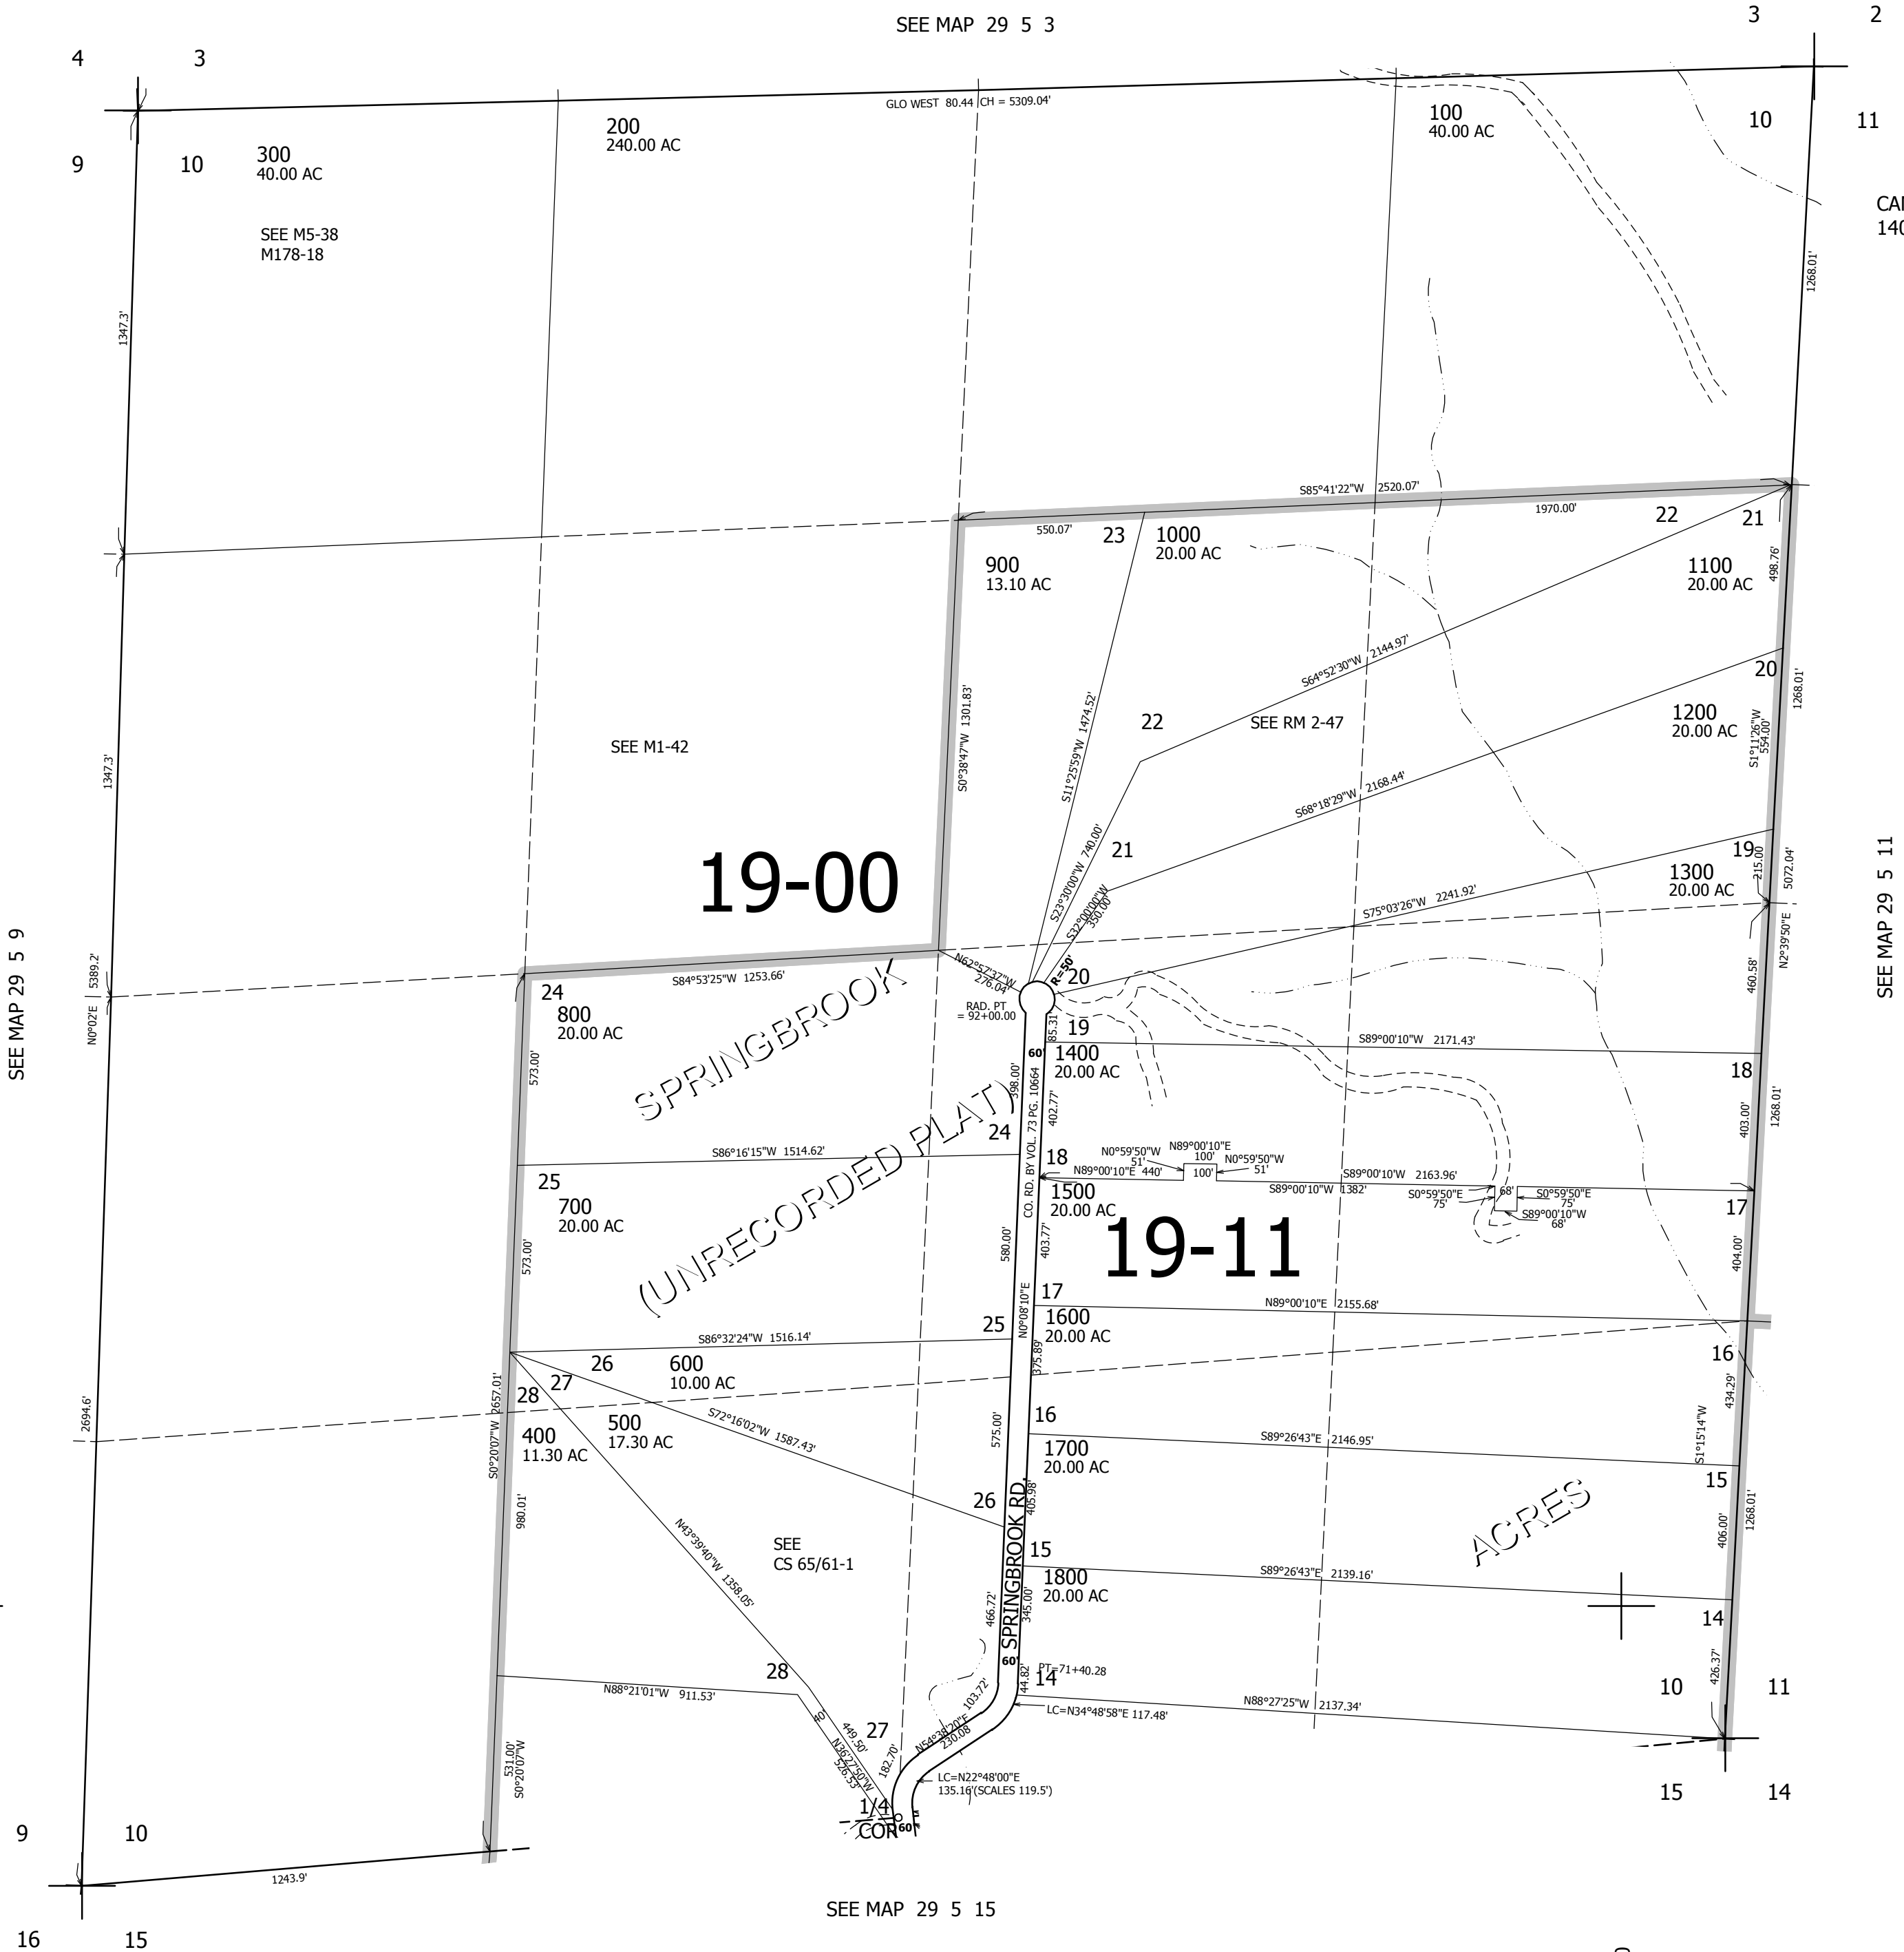 SEE MAP 29 5 3
3
2
4
3
GLO WEST 80.44 CH = 5309.04'
200
240.00 AC
100
40.00 AC
10
11
9
10
300
40.00 AC
SEE M5-38
M178-18
CAN
140
1347.3'
1268.01'
S85°41'22"W 2520.07'
550.07'
23
1000
20.00 AC
1970.00'
22
21
900
13.10 AC
1100
20.00 AC
498.76'
S64°52'30"W 2144.97'
20
1268.01'
S0°38'47"W 1301.83'
S11°25'59"W 1474.52'
22
SEE RM 2-47
1200
20.00 AC
S1°11'26"W
554.00'
SEE M1-42
1347.3'
S68°18'29"W 2168.44'
S23°30'00"W 740.00'
21
19-00
S32°00'00"W
350.00'
19
1300
20.00 AC
215.00
5072.04'
SEE MAP 29 5 11
S75°03'26"W 2241.92'
SEE MAP 29 5 9
5389.2'
N0°02'E
S84°53'25"W 1253.66'
N62°57'37"W
276.04'
R=50'
20
N2°39'50"E
460.58'
24
800
20.00 AC
SPRINGBROOK
RAD. PT
= 92+00.00
85.31'
19
S89°00'10"W 2171.43'
60'
1400
20.00 AC
18
573.00'
398.00'
CO. RD. BY VOL. 73 PG. 10664
402.77'
403.00'
1268.01'
(UNRECORDED PLAT)
24
S86°16'15"W 1514.62'
18
N0°59'50"W
51'
N89°00'10"E
100'
N0°59'50"W
51'
N89°00'10"E 440'
100'
S89°00'10"W 2163.96'
25
700
20.00 AC
1500
20.00 AC
S89°00'10"W 1382'
S0°59'50"E
75'
68'
S0°59'50"E
75'
S89°00'10"W
68'
17
573.00'
580.00'
403.77'
19-11
404.00'
N0°08'10"E
17
N89°00'10"E 2155.68'
25
1600
20.00 AC
S86°32'24"W 1516.14'
26
600
10.00 AC
375.89'
16
27
28
S0°20'07"W 2657.01'
2694.6'
434.29'
400
11.30 AC
500
17.30 AC
S72°16'02"W 1587.43'
575.00'
16
S89°26'43"E 2146.95'
S1°15'14"W
1700
20.00 AC
15
26
405.98'
980.01'
SPRINGBROOK RD.
ACRES
406.00'
1268.01'
N43°39'40"W 1358.05'
SEE
CS 65/61-1
15
S89°26'43"E 2139.16'
1800
20.00 AC
14
466.72'
345.00'
60'
PT=71+40.28
28
14
10
11
N88°21'01"W 911.53'
103.72'
44.82'
N88°27'25"W 2137.34'
426.37'
LC=N34°48'58"E 117.48'
40'
449.50'
27
N54°38'20"E
230.08
N36°27'50"W
526.53'
182.70'
531.00'
S0°20'07"W
LC=N22°48'00"E
135.16'(SCALES 119.5')
15
14
1/4
COR
60'
9
10
1243.9'
SEE MAP 29 5 15
16
15